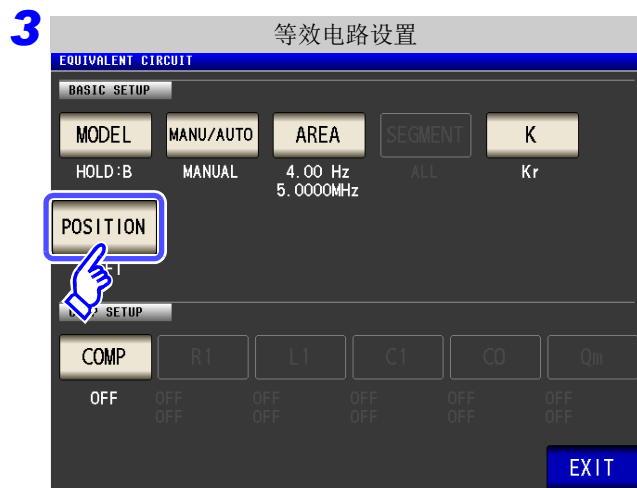 3
等效电路设置
EQUIVALENT CIRCUIT
BASIC SETUP
MODEL MANU/AUTO AREA SEGMENT K
HOLD:B MANUAL 4.00 Hz ALL Kr
5.0000MHz
POSITION
SETUP
COMP R1 L1 C1 C0 Qm
OFF OFF OFF OFF OFF OFF
OFF OFF OFF OFF OFF
EXIT